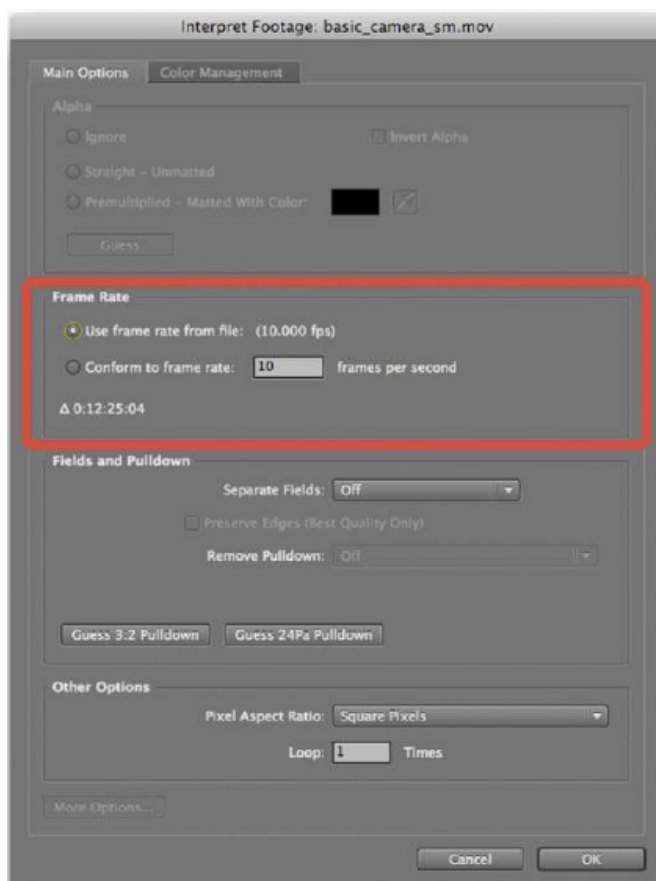 Interpret Footage: basic_camera_sm.mov
Main Options
Color Management
Alpha
Ignore
Invert Alpha
Straight – Unmatted
Premultiplied – Matted With Color:
Guess
Frame Rate
Use frame rate from file: (10.000 fps)
Conform to frame rate: 10 frames per second
Δ 0:12:25:04
Fields and Pulldown
Separate Fields: Off
Preserve Edges (Best Quality Only)
Remove Pulldown: Off
Guess 3:2 Pulldown
Guess 24Pa Pulldown
Other Options
Pixel Aspect Ratio: Square Pixels
Loop: 1 Times
More Options...
Cancel
OK